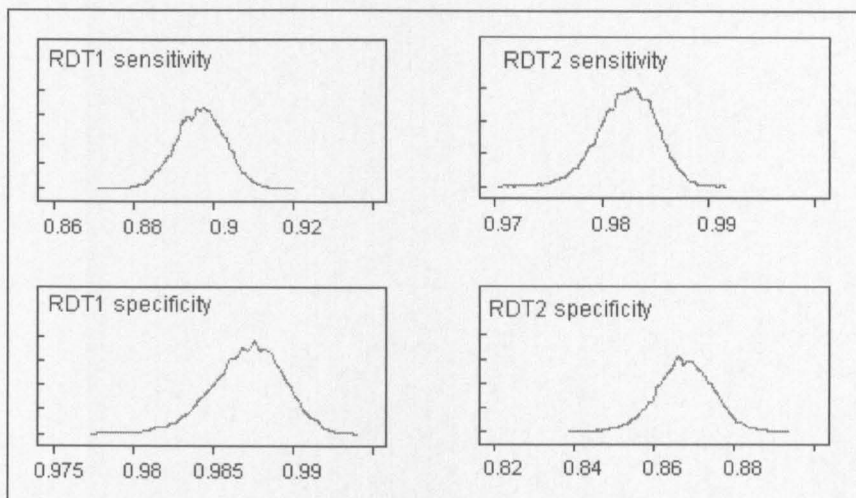 RDT1 sensitivity
0.86 0.88 0.9 0.92
RDT2 sensitivity
0.97 0.98 0.99
RDT1 specificity
0.975 0.98 0.985 0.99
RDT2 specificity
0.82 0.84 0.86 0.88